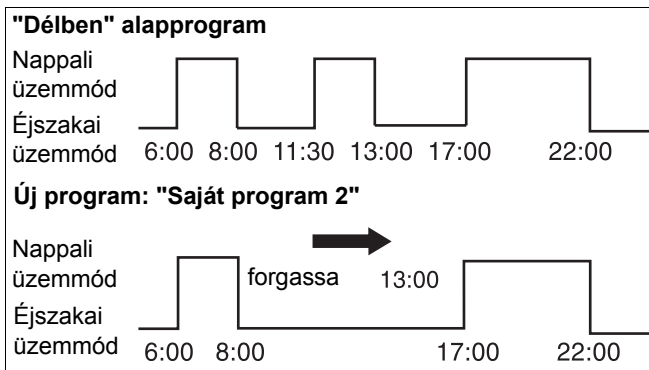 "Délben" alapprogram
Nappali
üzemmód
Éjszakai
üzemmód
6:00 8:00 11:30 13:00 17:00 22:00
Új program: "Saját program 2"
Nappali
üzemmód
forgassa 13:00
Éjszakai
üzemmód
6:00 8:00 17:00 22:00